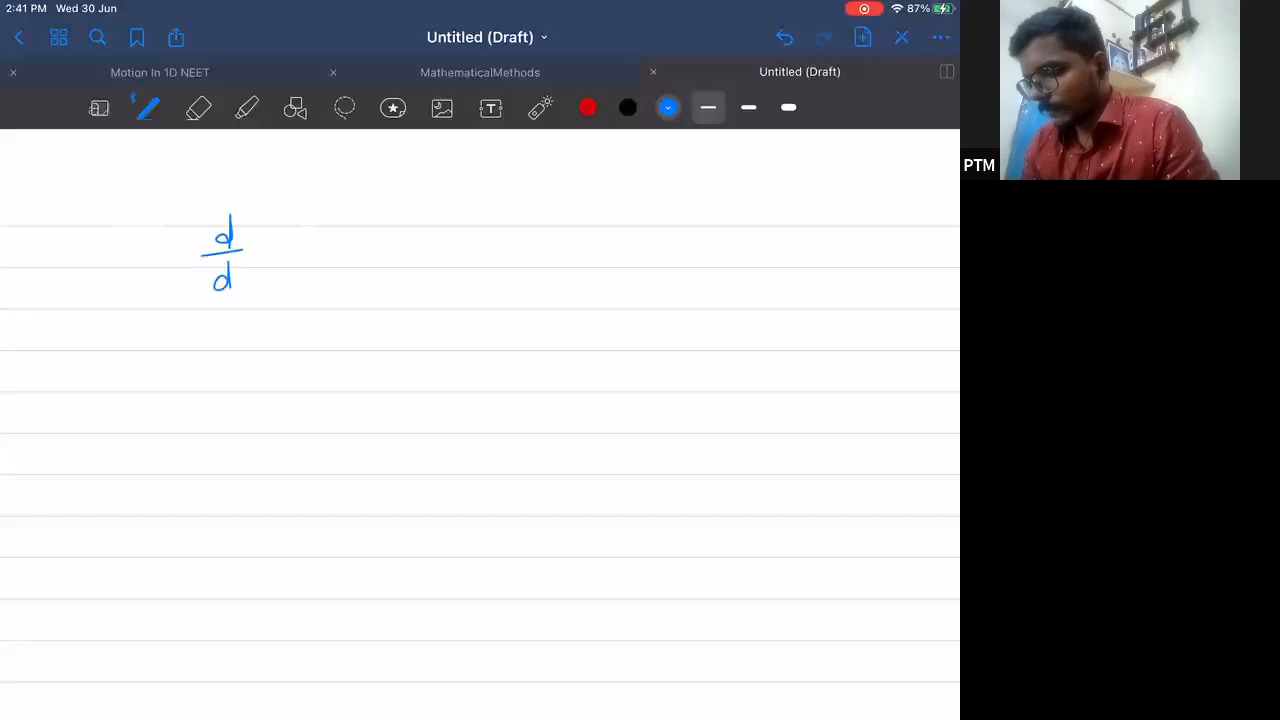 2:41 PM Wed 30 Jun 87%
Untitled (Draft)
Motion In 1D NEET MathematicalMethods Untitled (Draft)
PTM
d
d